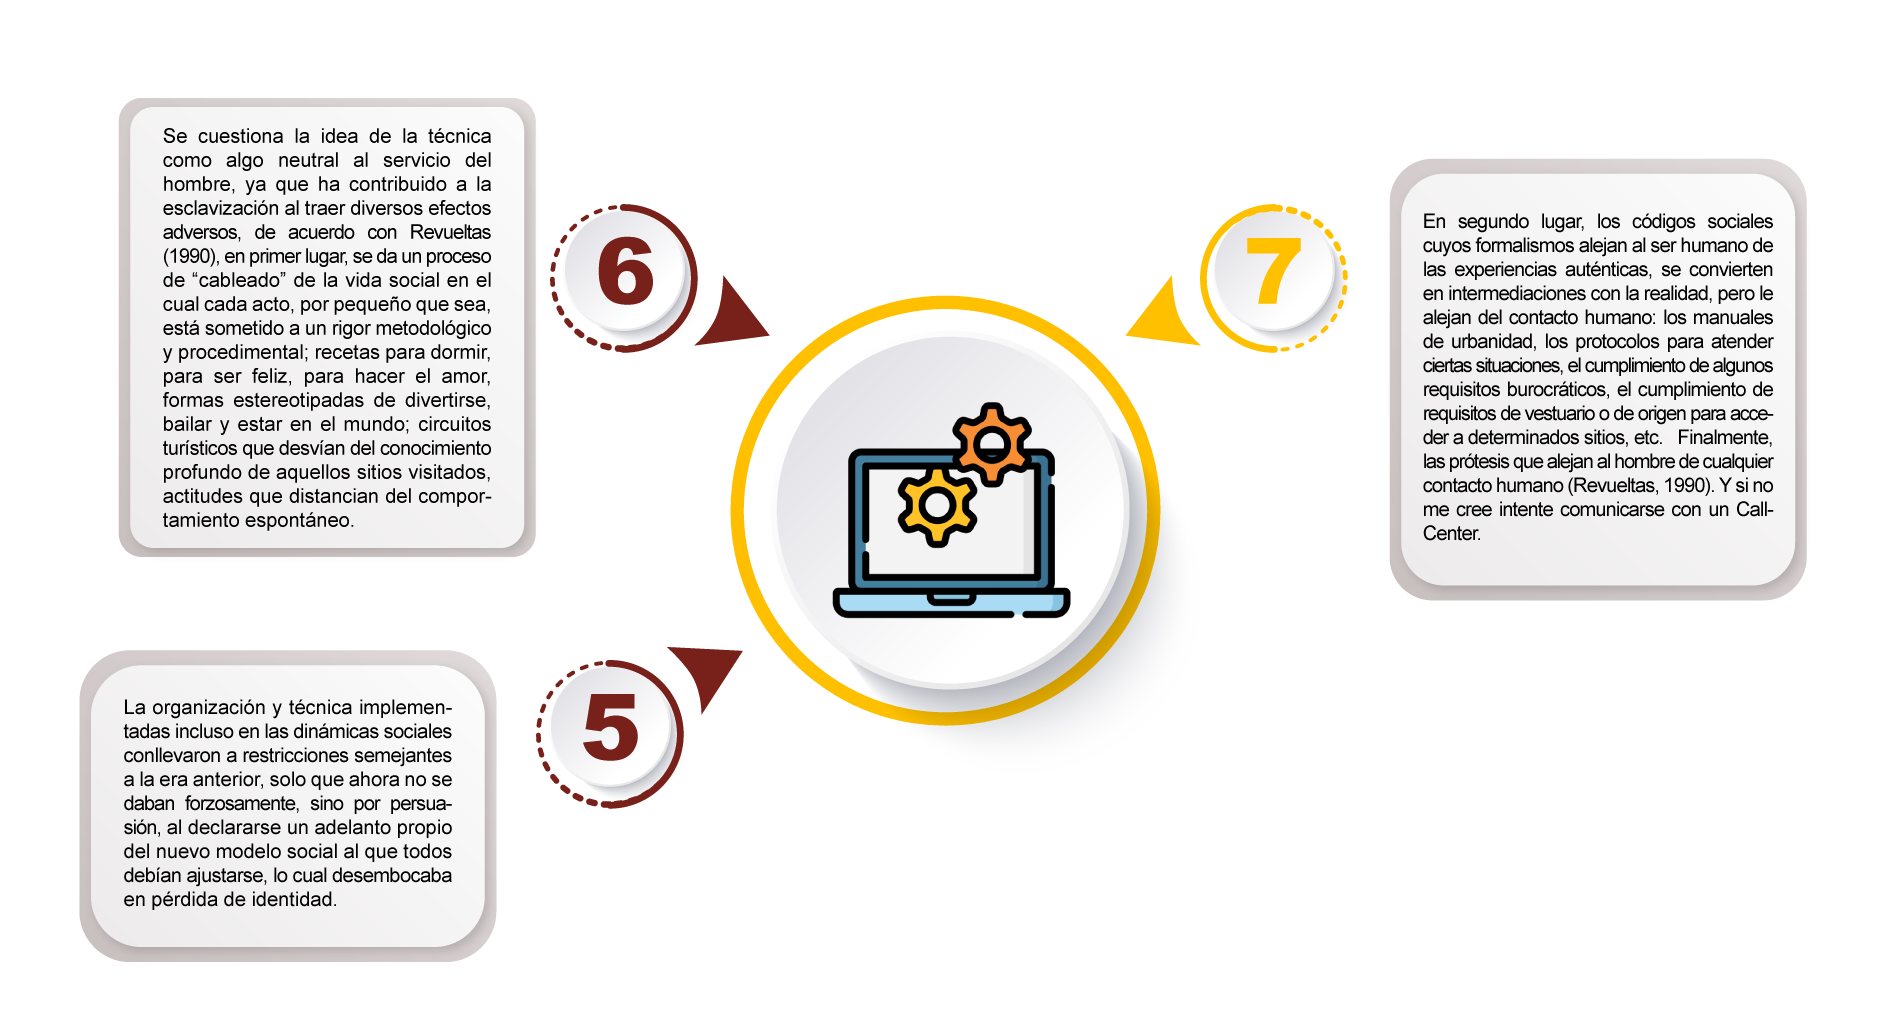 Se cuestiona la idea de la técnica
como algo neutral al servicio del
hombre, ya que ha contribuido a la
esclavización al traer diversos efectos
adversos, de acuerdo con Revueltas
(1990), en primer lugar, se da un proceso
de “cableado” de la vida social en el
cual cada acto, por pequeño que sea,
está sometido a un rigor metodológico
y procedimental; recetas para dormir,
para ser feliz, para hacer el amor,
formas estereotipadas de divertirse,
bailar y estar en el mundo; circuitos
turísticos que desvían del conocimiento
profundo de aquellos sitios visitados,
actitudes que distancian del compor-
tamiento espontáneo.
6
7
En segundo lugar, los códigos sociales
cuyos formalismos alejan al ser humano de
las experiencias auténticas, se convierten
en intermediaciones con la realidad, pero le
alejan del contacto humano: los manuales
de urbanidad, los protocolos para atender
ciertas situaciones, el cumplimiento de algunos
requisitos burocráticos, el cumplimiento de
requisitos de vestuario o de origen para acce-
der a determinados sitios, etc. Finalmente,
las prótesis que alejan al hombre de cualquier
contacto humano (Revueltas, 1990). Y si no
me cree intente comunicarse con un Call-
Center.
La organización y técnica implemen-
tadas incluso en las dinámicas sociales
conllevaron a restricciones semejantes
a la era anterior, solo que ahora no se
daban forzosamente, sino por persua-
sión, al declararse un adelanto propio
del nuevo modelo social al que todos
debían ajustarse, lo cual desembocaba
en pérdida de identidad.
5